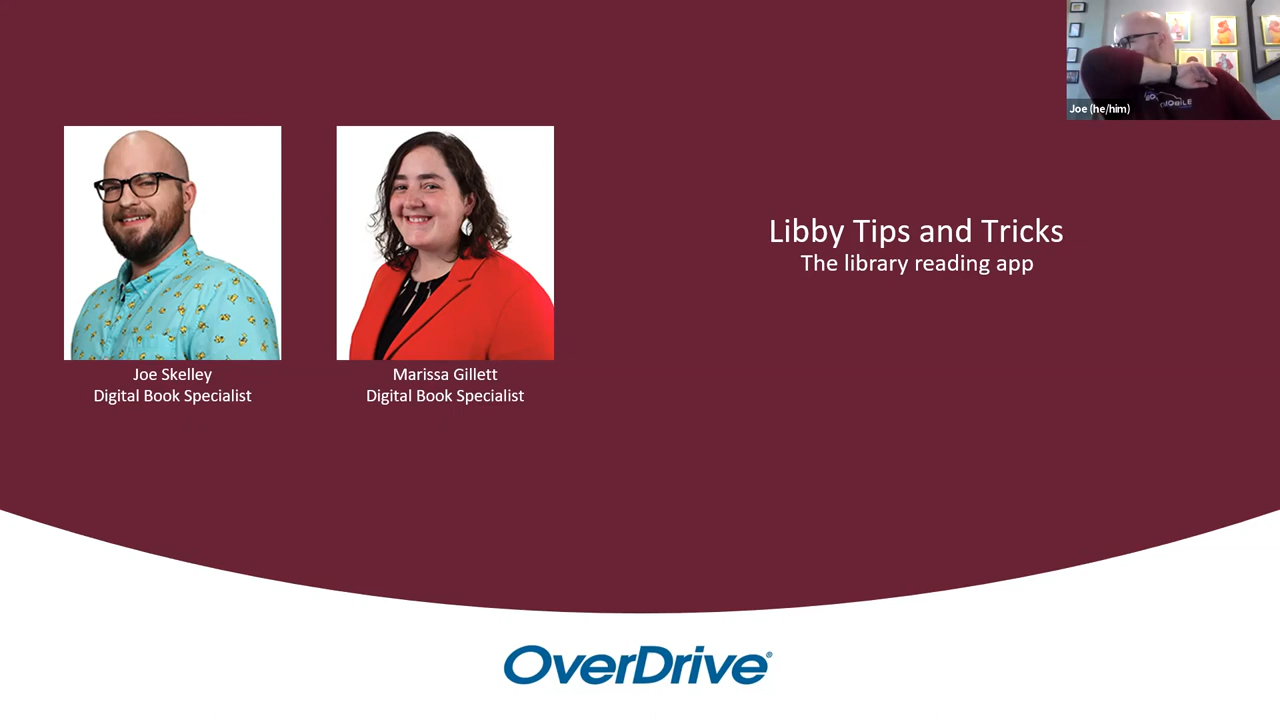 Joe (he/him)
Libby Tips and Tricks
The library reading app
Joe Skelley
Digital Book Specialist
Marissa Gillett
Digital Book Specialist
OverDrive®